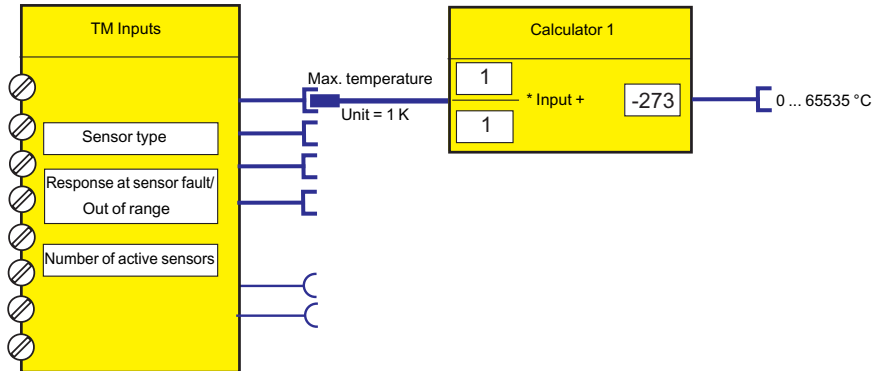 TM Inputs
Calculator 1
Max. temperature
Unit = 1 K
1
1
* Input +
-273
0 ... 65535 °C
Sensor type
Response at sensor fault/
Out of range
Number of active sensors